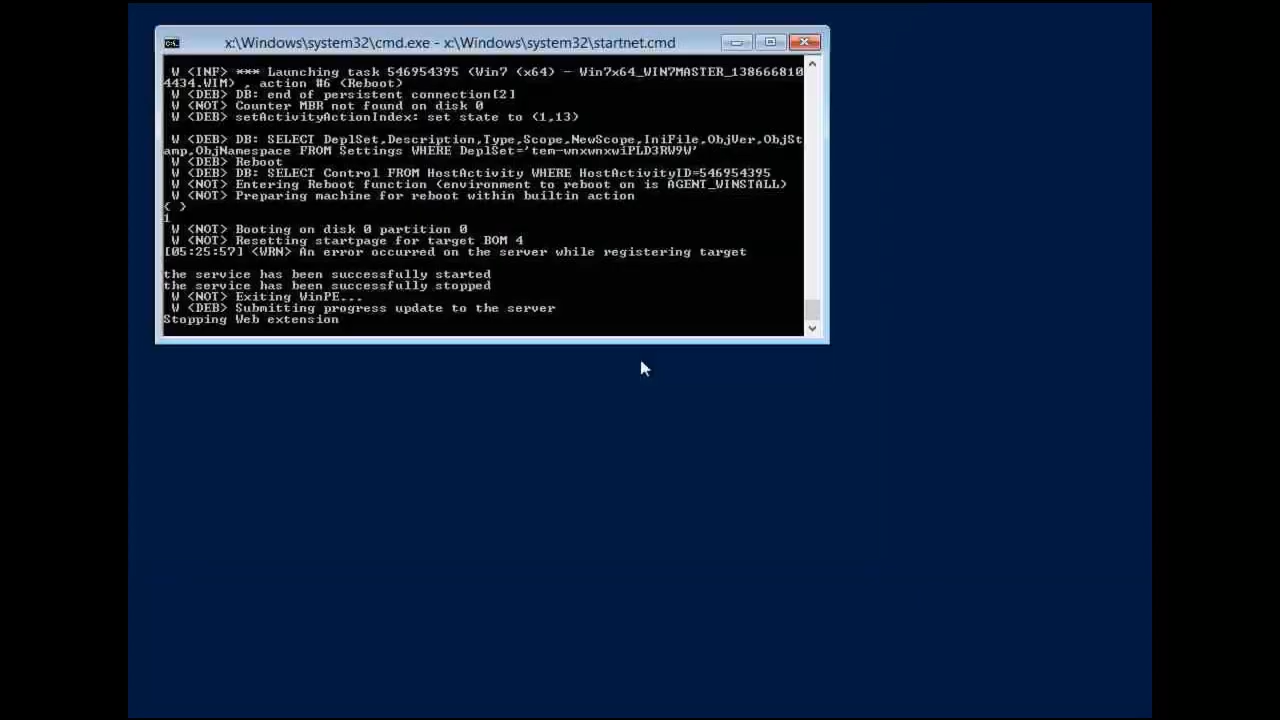 x:\Windows\system32\cmd.exe - x:\Windows\system32\startnet.cmd
W <INF> *** Launching task 546954395 (Win7 (x64) - Win7x64_WIN7MASTER_1386668104434.WIM) , action #6 (Reboot)
W <DEB> DB: end of persistent connection[2]
W <NOT> Counter MBR not found on disk 0
W <DEB> setActivityActionIndex: set state to (1,13)
W <DEB> DB: SELECT DeplSet,Description,Type,Scope,NewScope,IniFile,ObjVer,ObjSt
amp,ObjNamespace FROM Settings WHERE DeplSet='tem-wnxwnxwiPLD3RW9W'
W <DEB> Reboot
W <DEB> DB: SELECT Control FROM HostActivity WHERE HostActivityID=546954395
W <NOT> Entering Reboot function (environment to reboot on is AGENT_WINSTALL)
W <NOT> Preparing machine for reboot within builtin action
( )
1
W <NOT> Booting on disk 0 partition 0
W <NOT> Resetting startpage for target BOM 4
[05:25:57] <WRN> An error occurred on the server while registering target
the service has been successfully started
the service has been successfully stopped
W <NOT> Exiting WinPE...
W <DEB> Submitting progress update to the server
Stopping Web extension